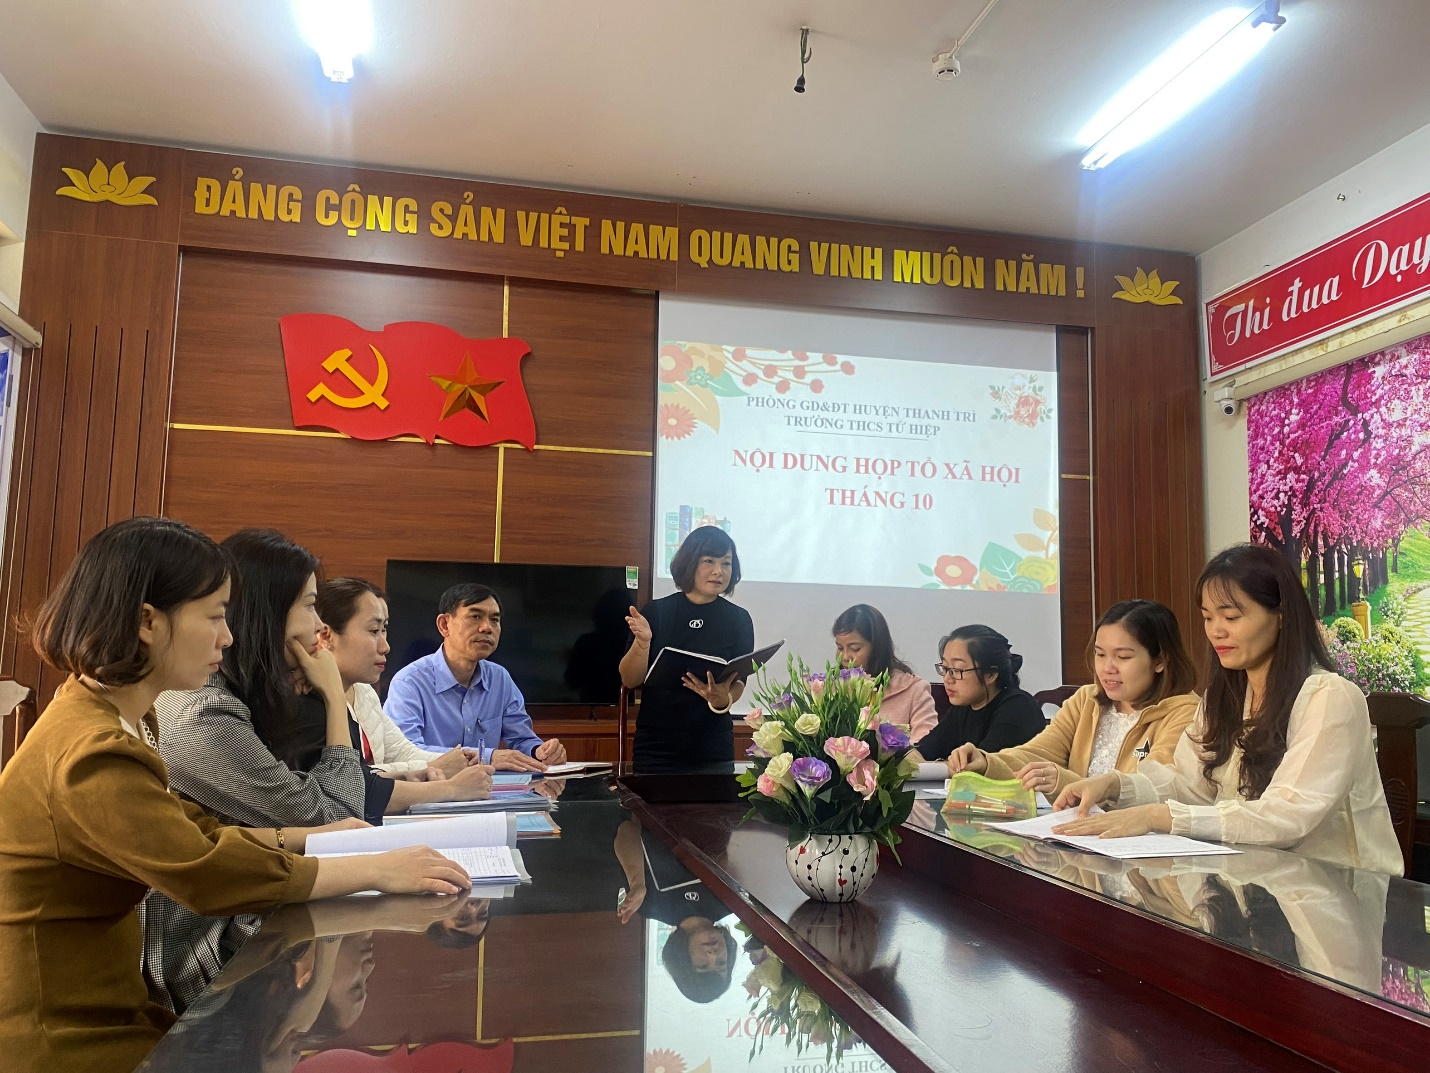 ĐẢNG CỘNG SẢN VIỆT NAM QUANG VINH MUÔN NĂM !
Thi đua Dạy
PHÒNG GD&ĐT HUYỆN THANH TRÌ
TRƯỜNG THCS TỨ HIỆP
NỘI DUNG HỌP TỔ XÃ HỘI
THÁNG 10